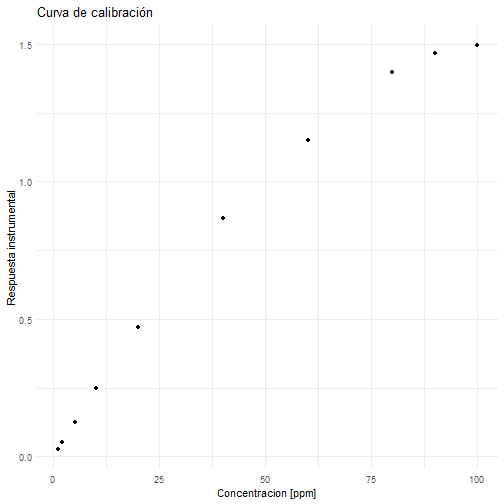 Curva de calibración
1.5
1.0
0.5
0.0
Respuesta instrumental
0 25 50 75 100
Concentracion [ppm]